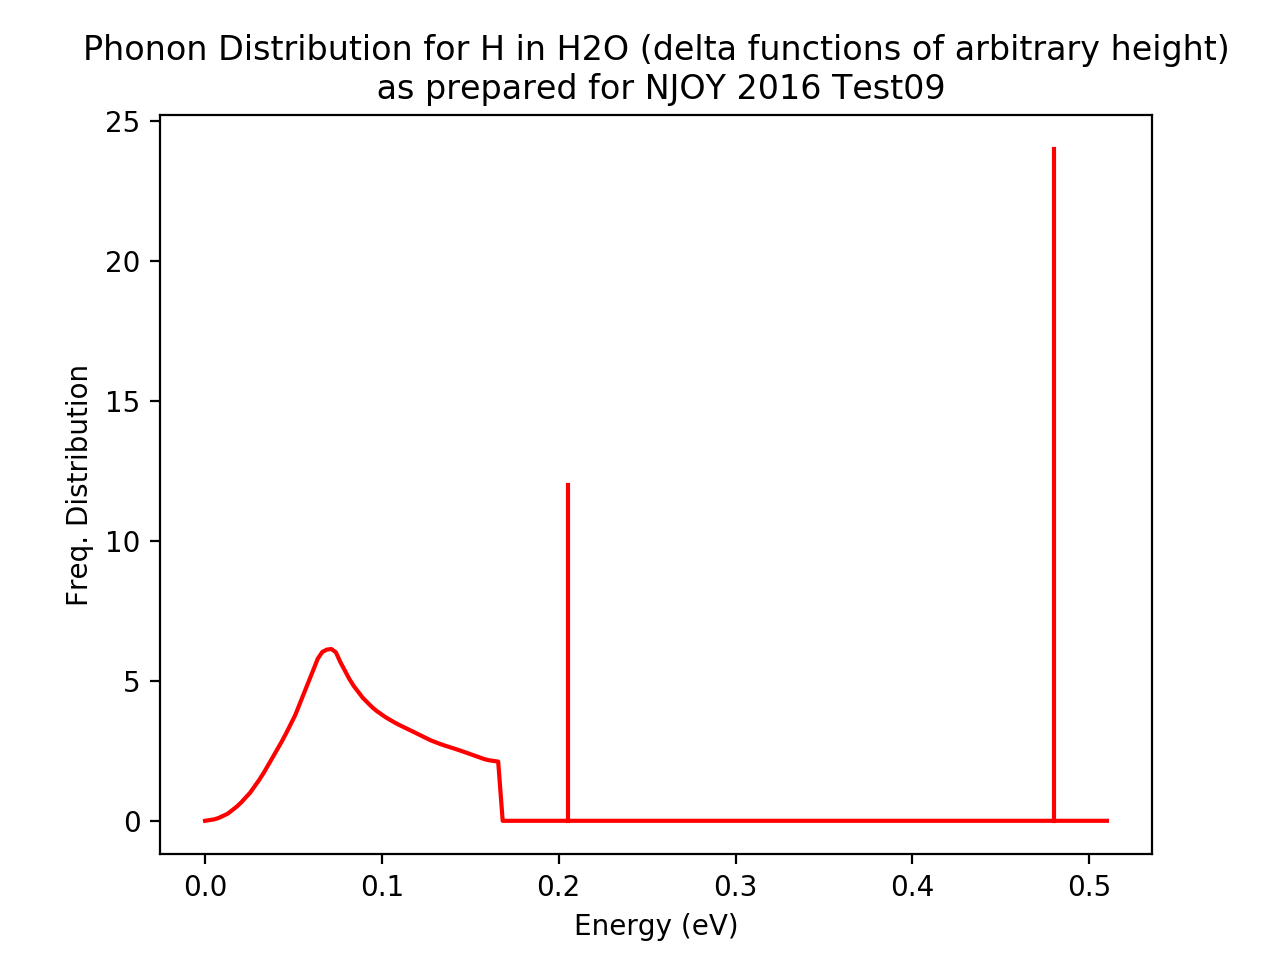 Phonon Distribution for H in H2O (delta functions of arbitrary height)
as prepared for NJOY 2016 Test09
25
20
15
10
5
0
Freq. Distribution
0.0 0.1 0.2 0.3 0.4 0.5
Energy (eV)